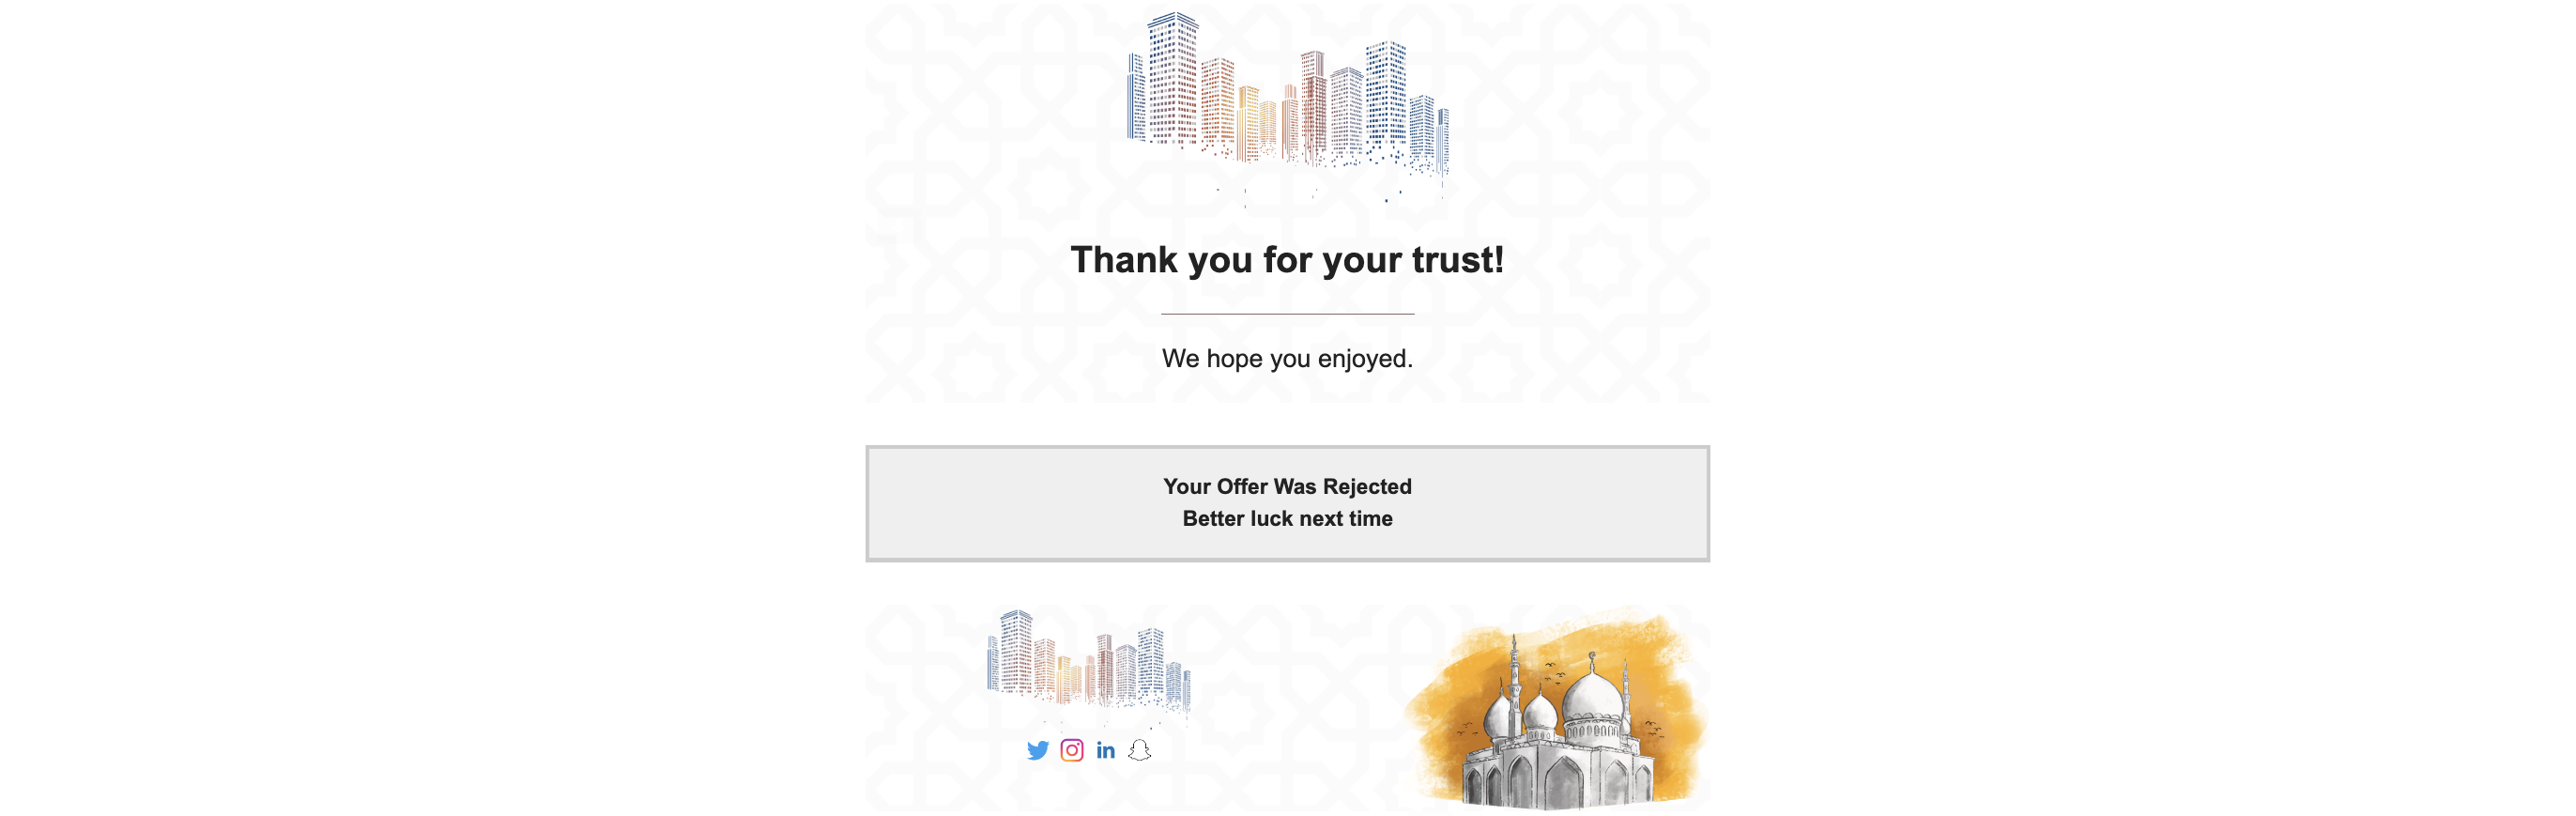 Thank you for your trust!
We hope you enjoyed.
Your Offer Was Rejected
Better luck next time
in